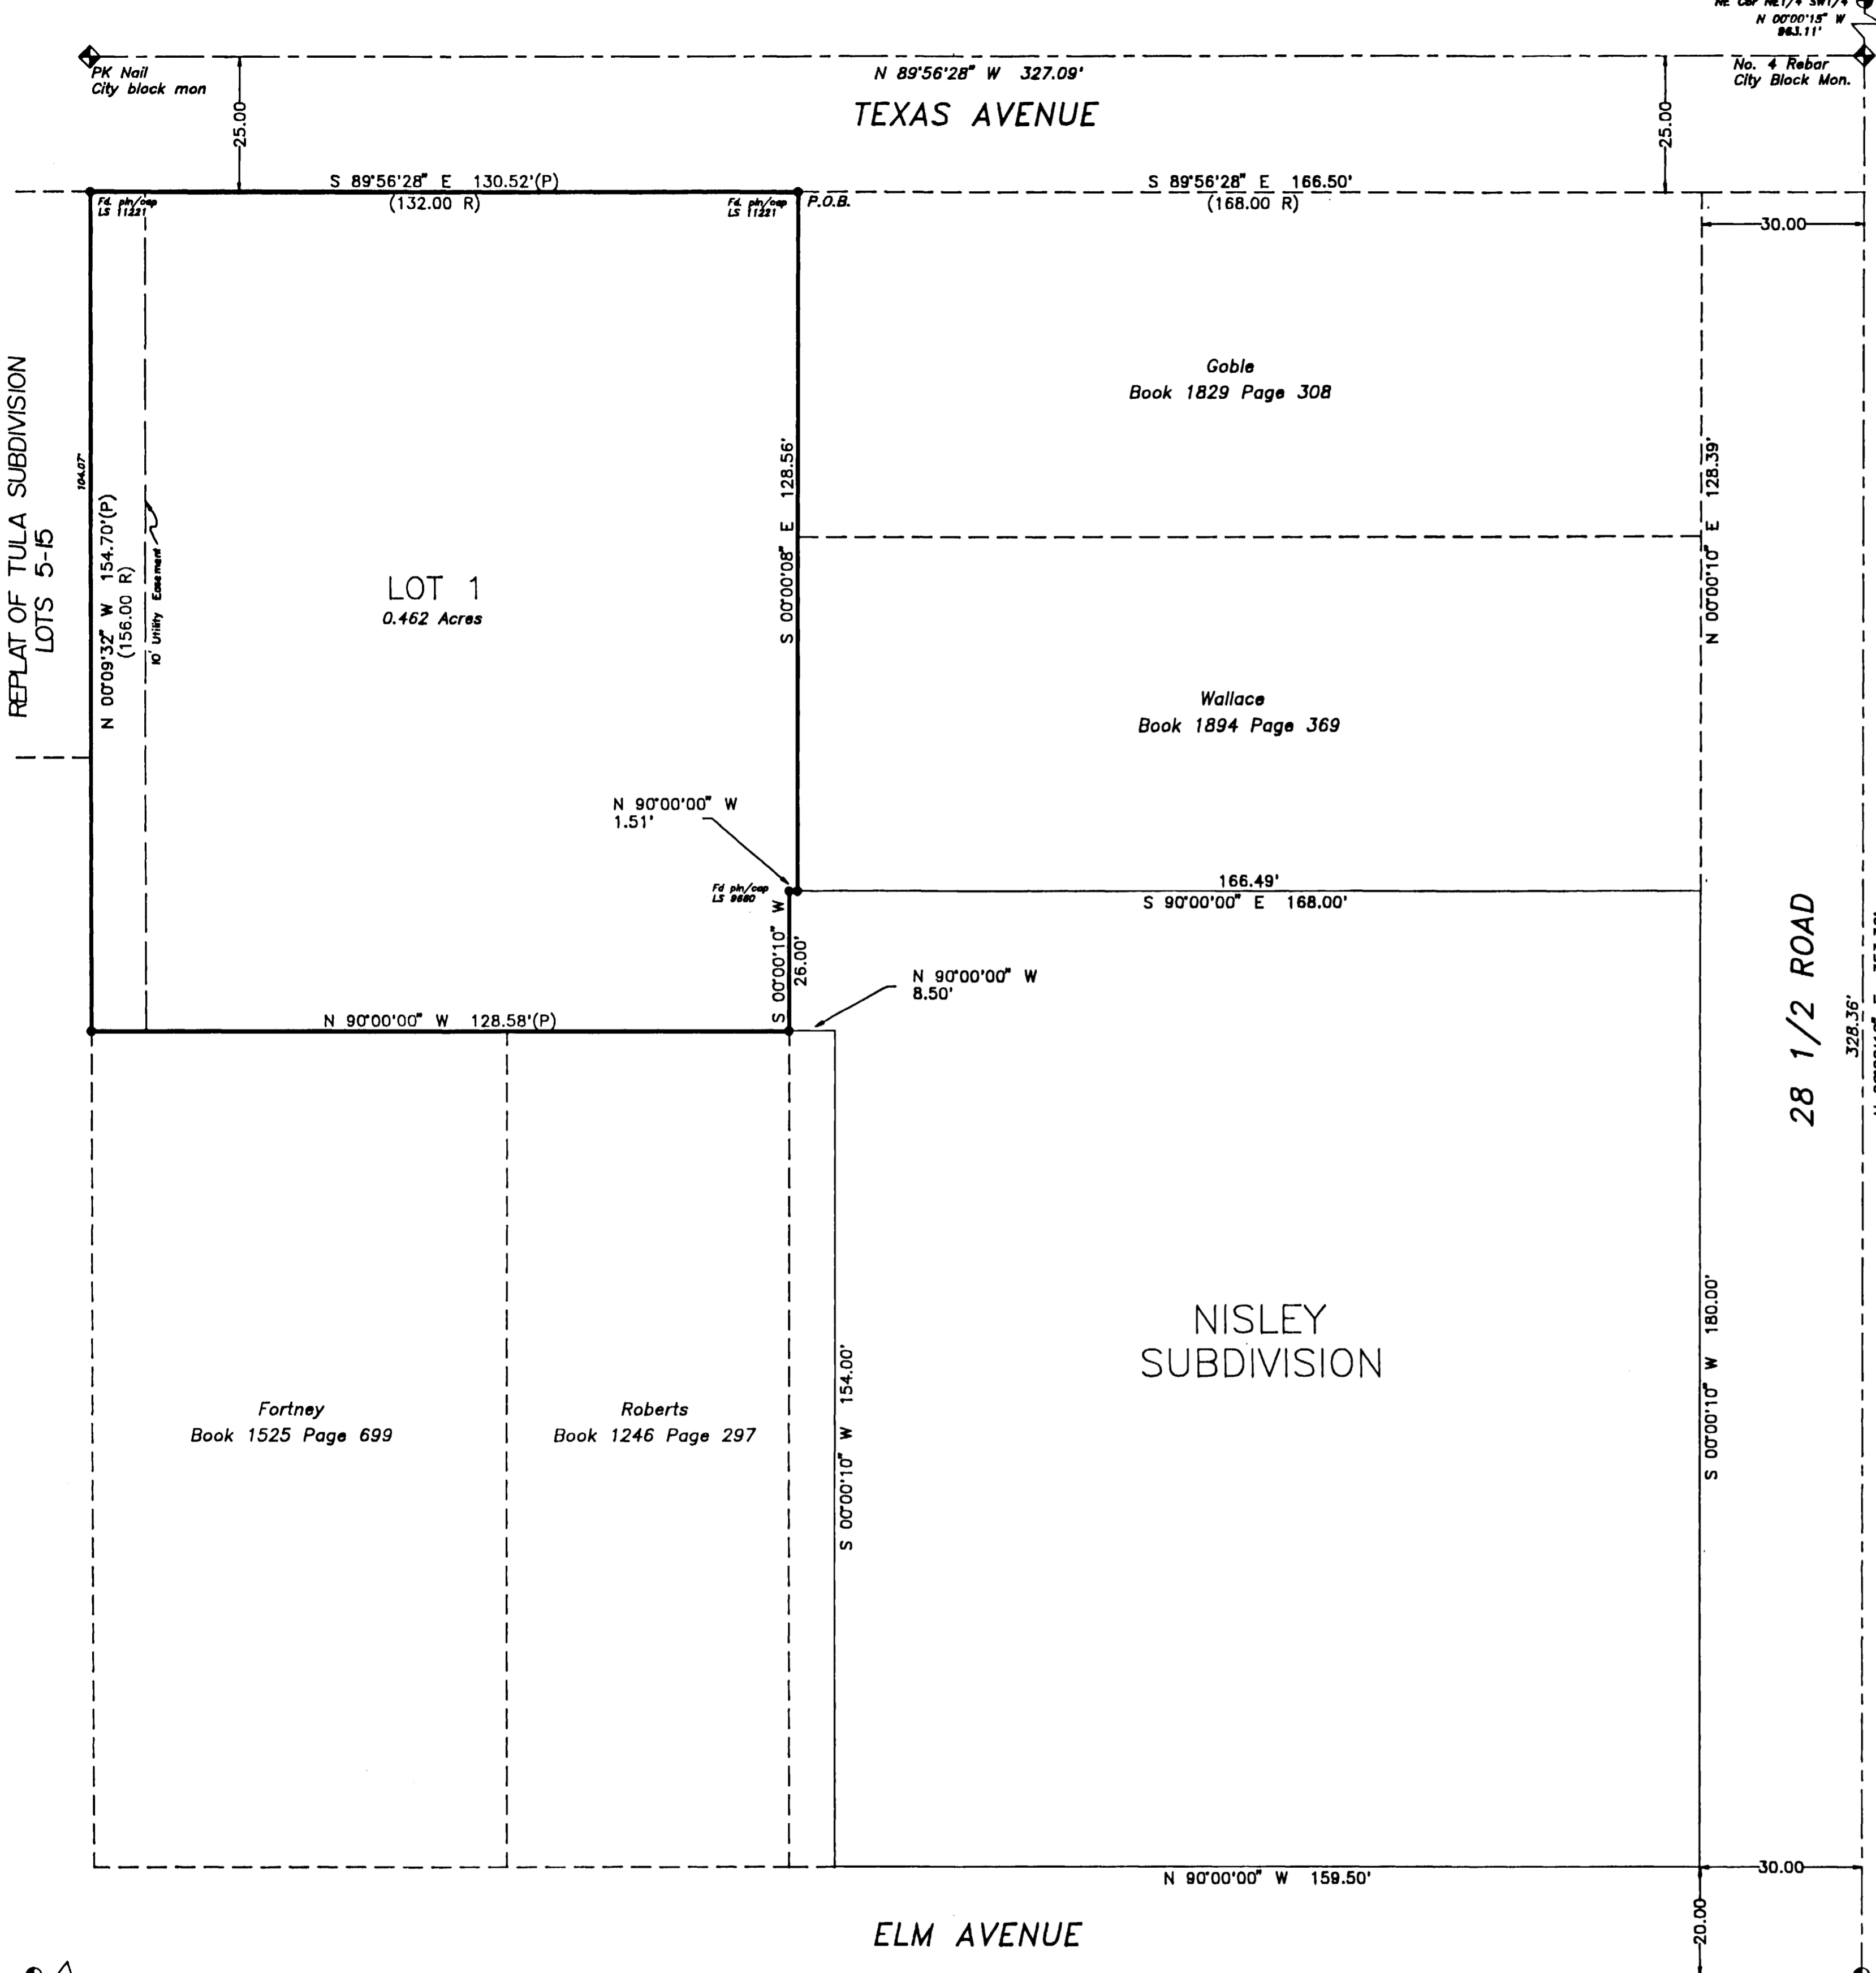 N 00°00'15" W
963.11'
PK Nail
City block mon
N 89°56'28" W 327.09'
No. 4 Rebar
City Block Mon.
TEXAS AVENUE
25.00
25.00
S 89°56'28" E 130.52'(P)
(132.00 R)
S 89°56'28" E 166.50'
(168.00 R)
Fd. pin/cap
LS 11221
Fd. pin/cap
LS 11221
P.O.B.
30.00
REPLAT OF TULA SUBDIVISION
LOTS 5-15
104.07'
N 00°09'32" W 154.70'(P)
(156.00 R)
10' Utility Easement
LOT 1
0.462 Acres
S 00°00'08" E 128.56'
Goble
Book 1829 Page 308
N 00°00'10" E 128.39'
Wallace
Book 1894 Page 369
N 90°00'00" W
1.51'
Fd pin/cap
LS 9960
166.49'
S 90°00'00" E 168.00'
S 00°00'10" W
26.00'
N 90°00'00" W
8.50'
N 90°00'00" W 128.58'(P)
28 1/2 ROAD
328.36'
NISLEY
SUBDIVISION
S 00°00'10" W 180.00'
S 00°00'10" W 154.00'
Fortney
Book 1525 Page 699
Roberts
Book 1246 Page 297
N 90°00'00" W 159.50'
30.00
20.00
ELM AVENUE